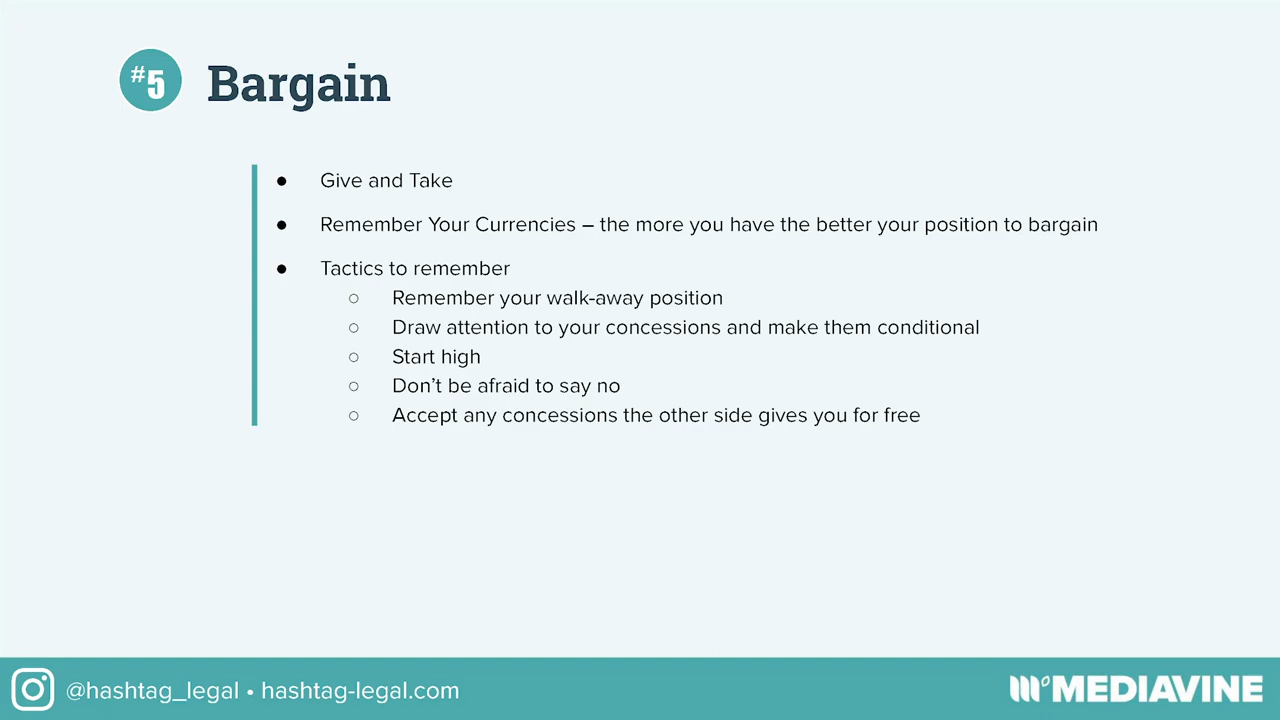 #5 Bargain
● Give and Take
● Remember Your Currencies – the more you have the better your position to bargain
● Tactics to remember
○ Remember your walk-away position
○ Draw attention to your concessions and make them conditional
○ Start high
○ Don’t be afraid to say no
○ Accept any concessions the other side gives you for free
@hashtag_legal • hashtag-legal.com
MEDIAVINE